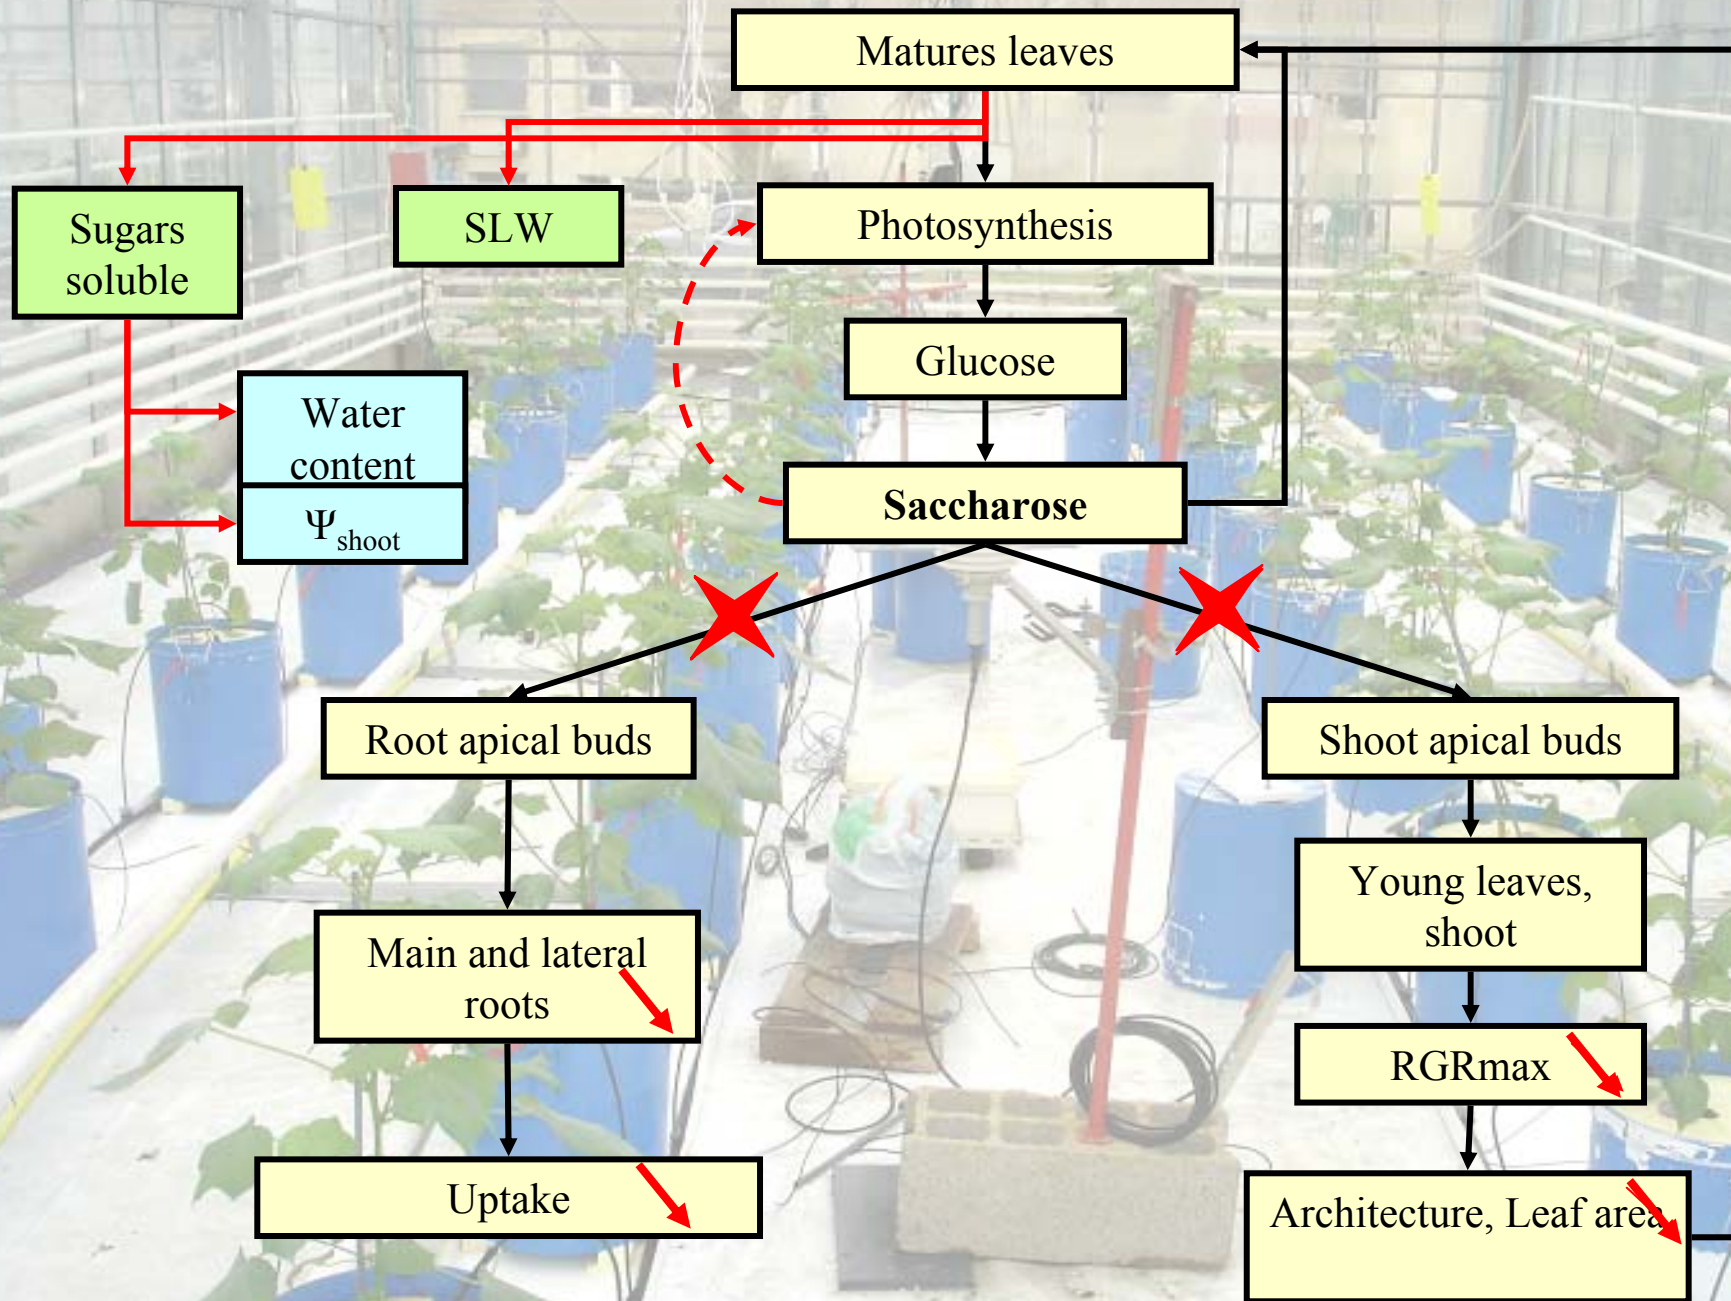 Matures leaves
Sugars
soluble
SLW
Photosynthesis
Glucose
Water
content
Ψshoot
Saccharose
Root apical buds
Shoot apical buds
Main and lateral
roots
Young leaves,
shoot
RGRmax
Uptake
Architecture, Leaf area